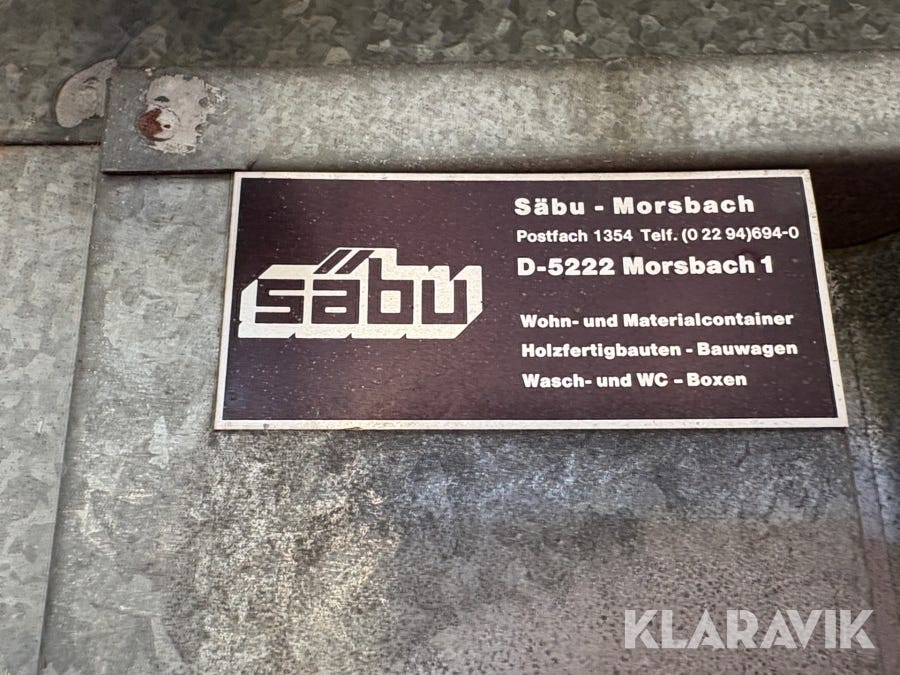 säbu
Säbu - Morsbach
Postfach 1354 Telf. (0 22 94)694-0
D-5222 Morsbach 1
Wohn- und Materialcontainer
Holzfertigbauten - Bauwagen
Wasch- und WC - Boxen
KLARAVIK